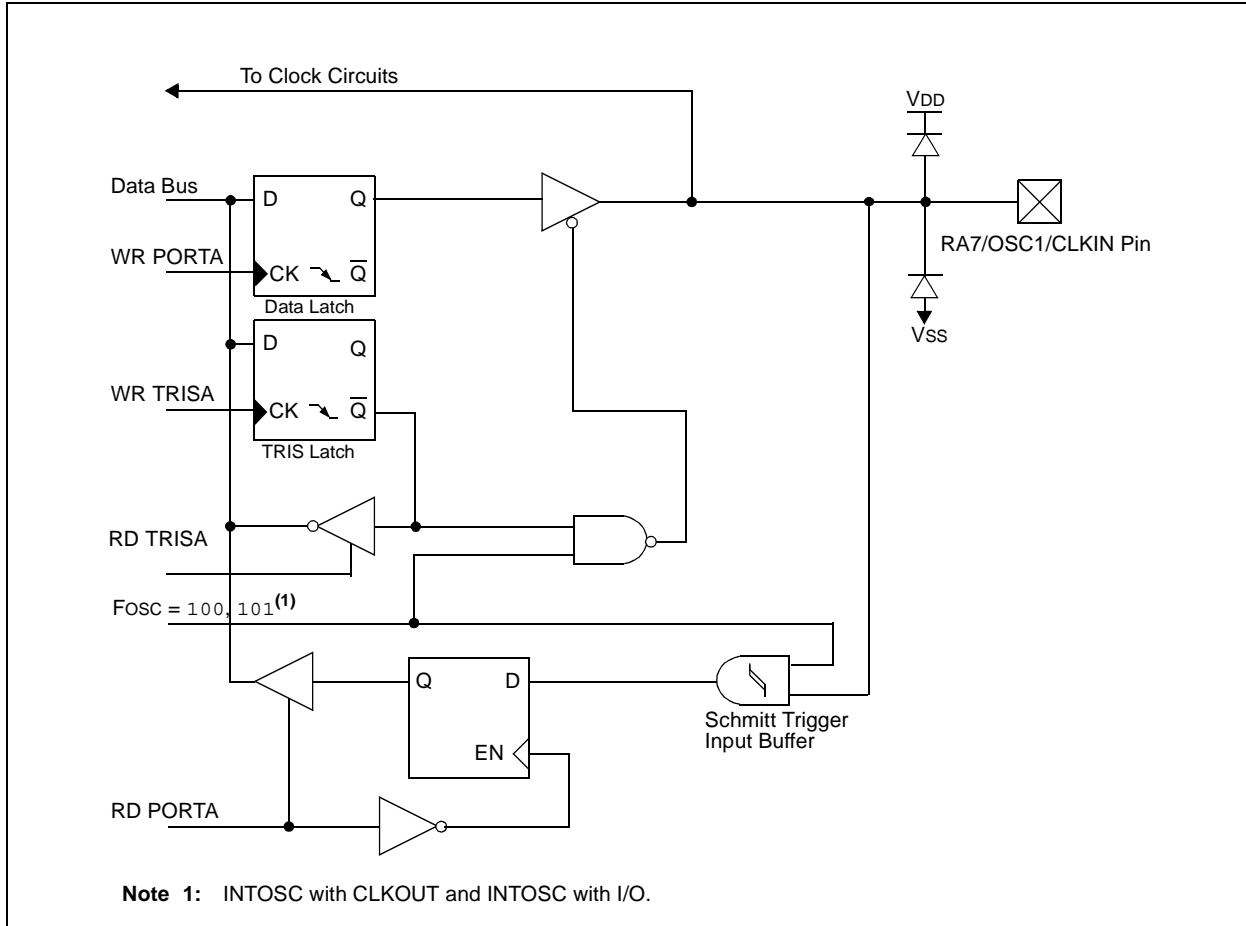 To Clock Circuits
VDD
Data Bus
D
Q
WR PORTA
CK
Q
Data Latch
RA7/OSC1/CLKIN Pin
VSS
D
Q
WR TRISA
CK
Q
TRIS Latch
RD TRISA
FOSC = 100, 101(1)
Q
D
EN
Schmitt Trigger
Input Buffer
RD PORTA
Note 1: INTOSC with CLKOUT and INTOSC with I/O.